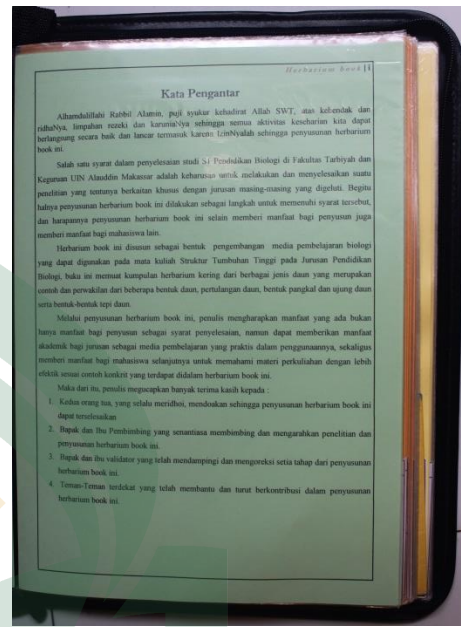 Herbarium Book | i
Kata Pengantar
Alhamdulillahi Rabbil Alamin, puji syukur kehadirat Allah SWT, atas kehendak dan
ridhaNya, limpahan rezeki dan karuniaNya sehingga semua aktivitas keseharian kita dapat
berlangsung secara baik dan lancar termasuk karena IzinNyalah sehingga penyusunan herbarium
book ini.
Salah satu syarat dalam penyelesaian studi S1 Pendidikan Biologi di Fakultas Tarbiyah dan
Keguruan UIN Alauddin Makassar adalah keharusan untuk melakukan dan menyelesaikan suatu
penelitian yang tentunya berkaitan khusus dengan jurusan masing-masing yang digeluti. Begitu
halnya penyusunan herbarium book ini dilakukan sebagai langkah untuk memenuhi syarat tersebut,
dan harapannya penyusunan herbarium book ini selain memberi manfaat bagi penyusun juga
memberi manfaat bagi mahasiswa lain.
Herbarium book ini disusun sebagai bentuk pengembangan media pembelajaran biologi
yang dapat digunakan pada mata kuliah Struktur Tumbuhan Tinggi pada Jurusan Pendidikan
Biologi, buku ini memuat kumpulan herbarium kering dari berbagai jenis daun yang merupakan
contoh dan perwakilan dari beberapa bentuk daun, pertulangan daun, bentuk pangkal dan ujung daun
serta bentuk-bentuk tepi daun.
Melalui penyusunan herbarium book ini, penulis mengharapkan manfaat yang ada bukan
hanya manfaat bagi penyusun sebagai syarat penyelesaian, namun dapat memberikan manfaat
akademik bagi jurusan sebagai media pembelajaran yang praktis dalam penggunaannya, sekaligus
memberi manfaat bagi mahasiswa selanjutnya untuk memahami materi perkuliahan dengan lebih
efektik sesuai contoh konkrit yang terdapat didalam herbarium book ini.
Maka dari itu, penulis megucapkan banyak terima kasih kepada :
1. Kedua orang tua, yang selalu meridhoi, mendoakan sehingga penyusunan herbarium book ini
dapat terselesaikan
2. Bapak dan Ibu Pembimbing yang senantiasa membimbing dan mengarahkan penelitian dan
penyusunan herbarium book ini.
3. Bapak dan ibu validator yang telah mendampingi dan mengoreksi setia tahap dari penyusunan
herbarium book ini.
4. Teman-Teman terdekat yang telah membantu dan turut berkontribusi dalam penyusunan
herbarium book ini.